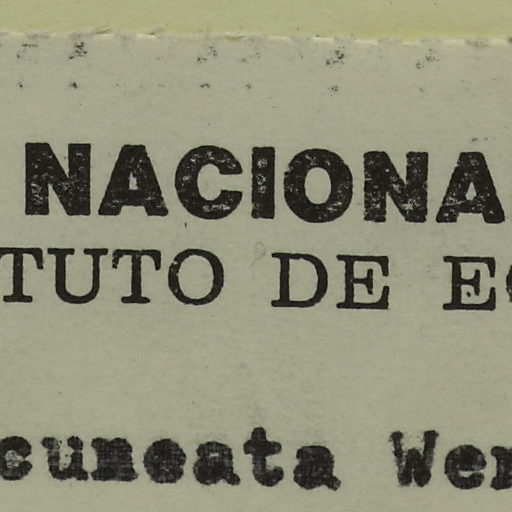 NACIONA
TUTO DE E
cuneata Wer